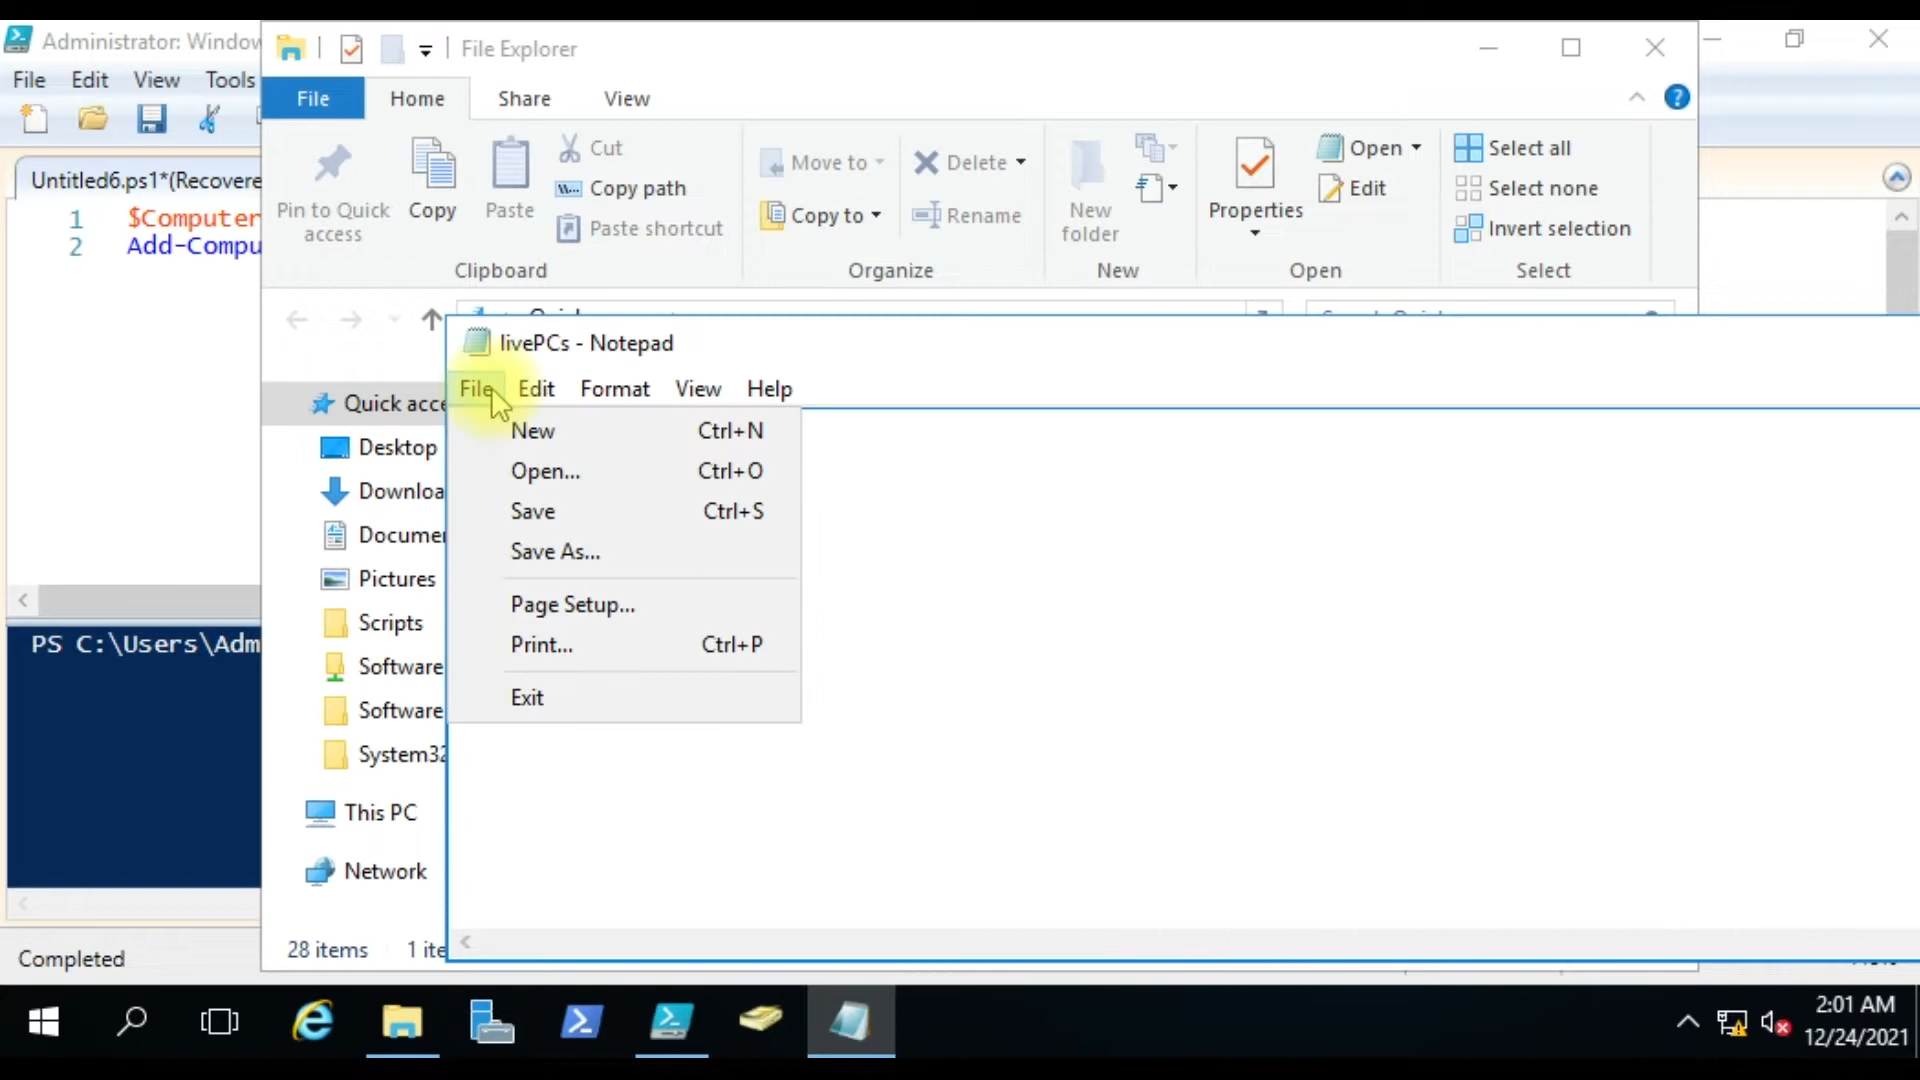 Administrator: Window
File Edit View Tools
Untitled6.ps1*(Recovere
1 $Computer
2 Add-Compu
PS C:\Users\Adm
Completed
File Explorer
File Home Share View
Pin to Quick access
Copy
Paste
Cut
Copy path
Paste shortcut
Clipboard
Move to
Copy to
Delete
Rename
Organize
New folder
New
Properties
Open
Edit
Open
Select all
Select none
Invert selection
Select
Quick acce
Desktop
Downloa
Documen
Pictures
Scripts
Software
Software
System32
This PC
Network
28 items 1 ite
livePCs - Notepad
File Edit Format View Help
New Ctrl+N
Open... Ctrl+O
Save Ctrl+S
Save As...
Page Setup...
Print... Ctrl+P
Exit
2:01 AM
12/24/2021